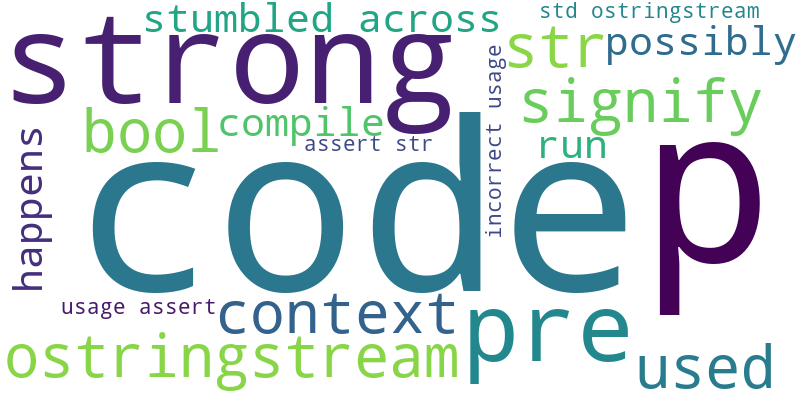 stumbled across
std ostringstream
strong
str
possibly
bool
compile
incorrect usage
signify
assert str
run
happens
code
p
usage assert
context
pre
ostringstream
used